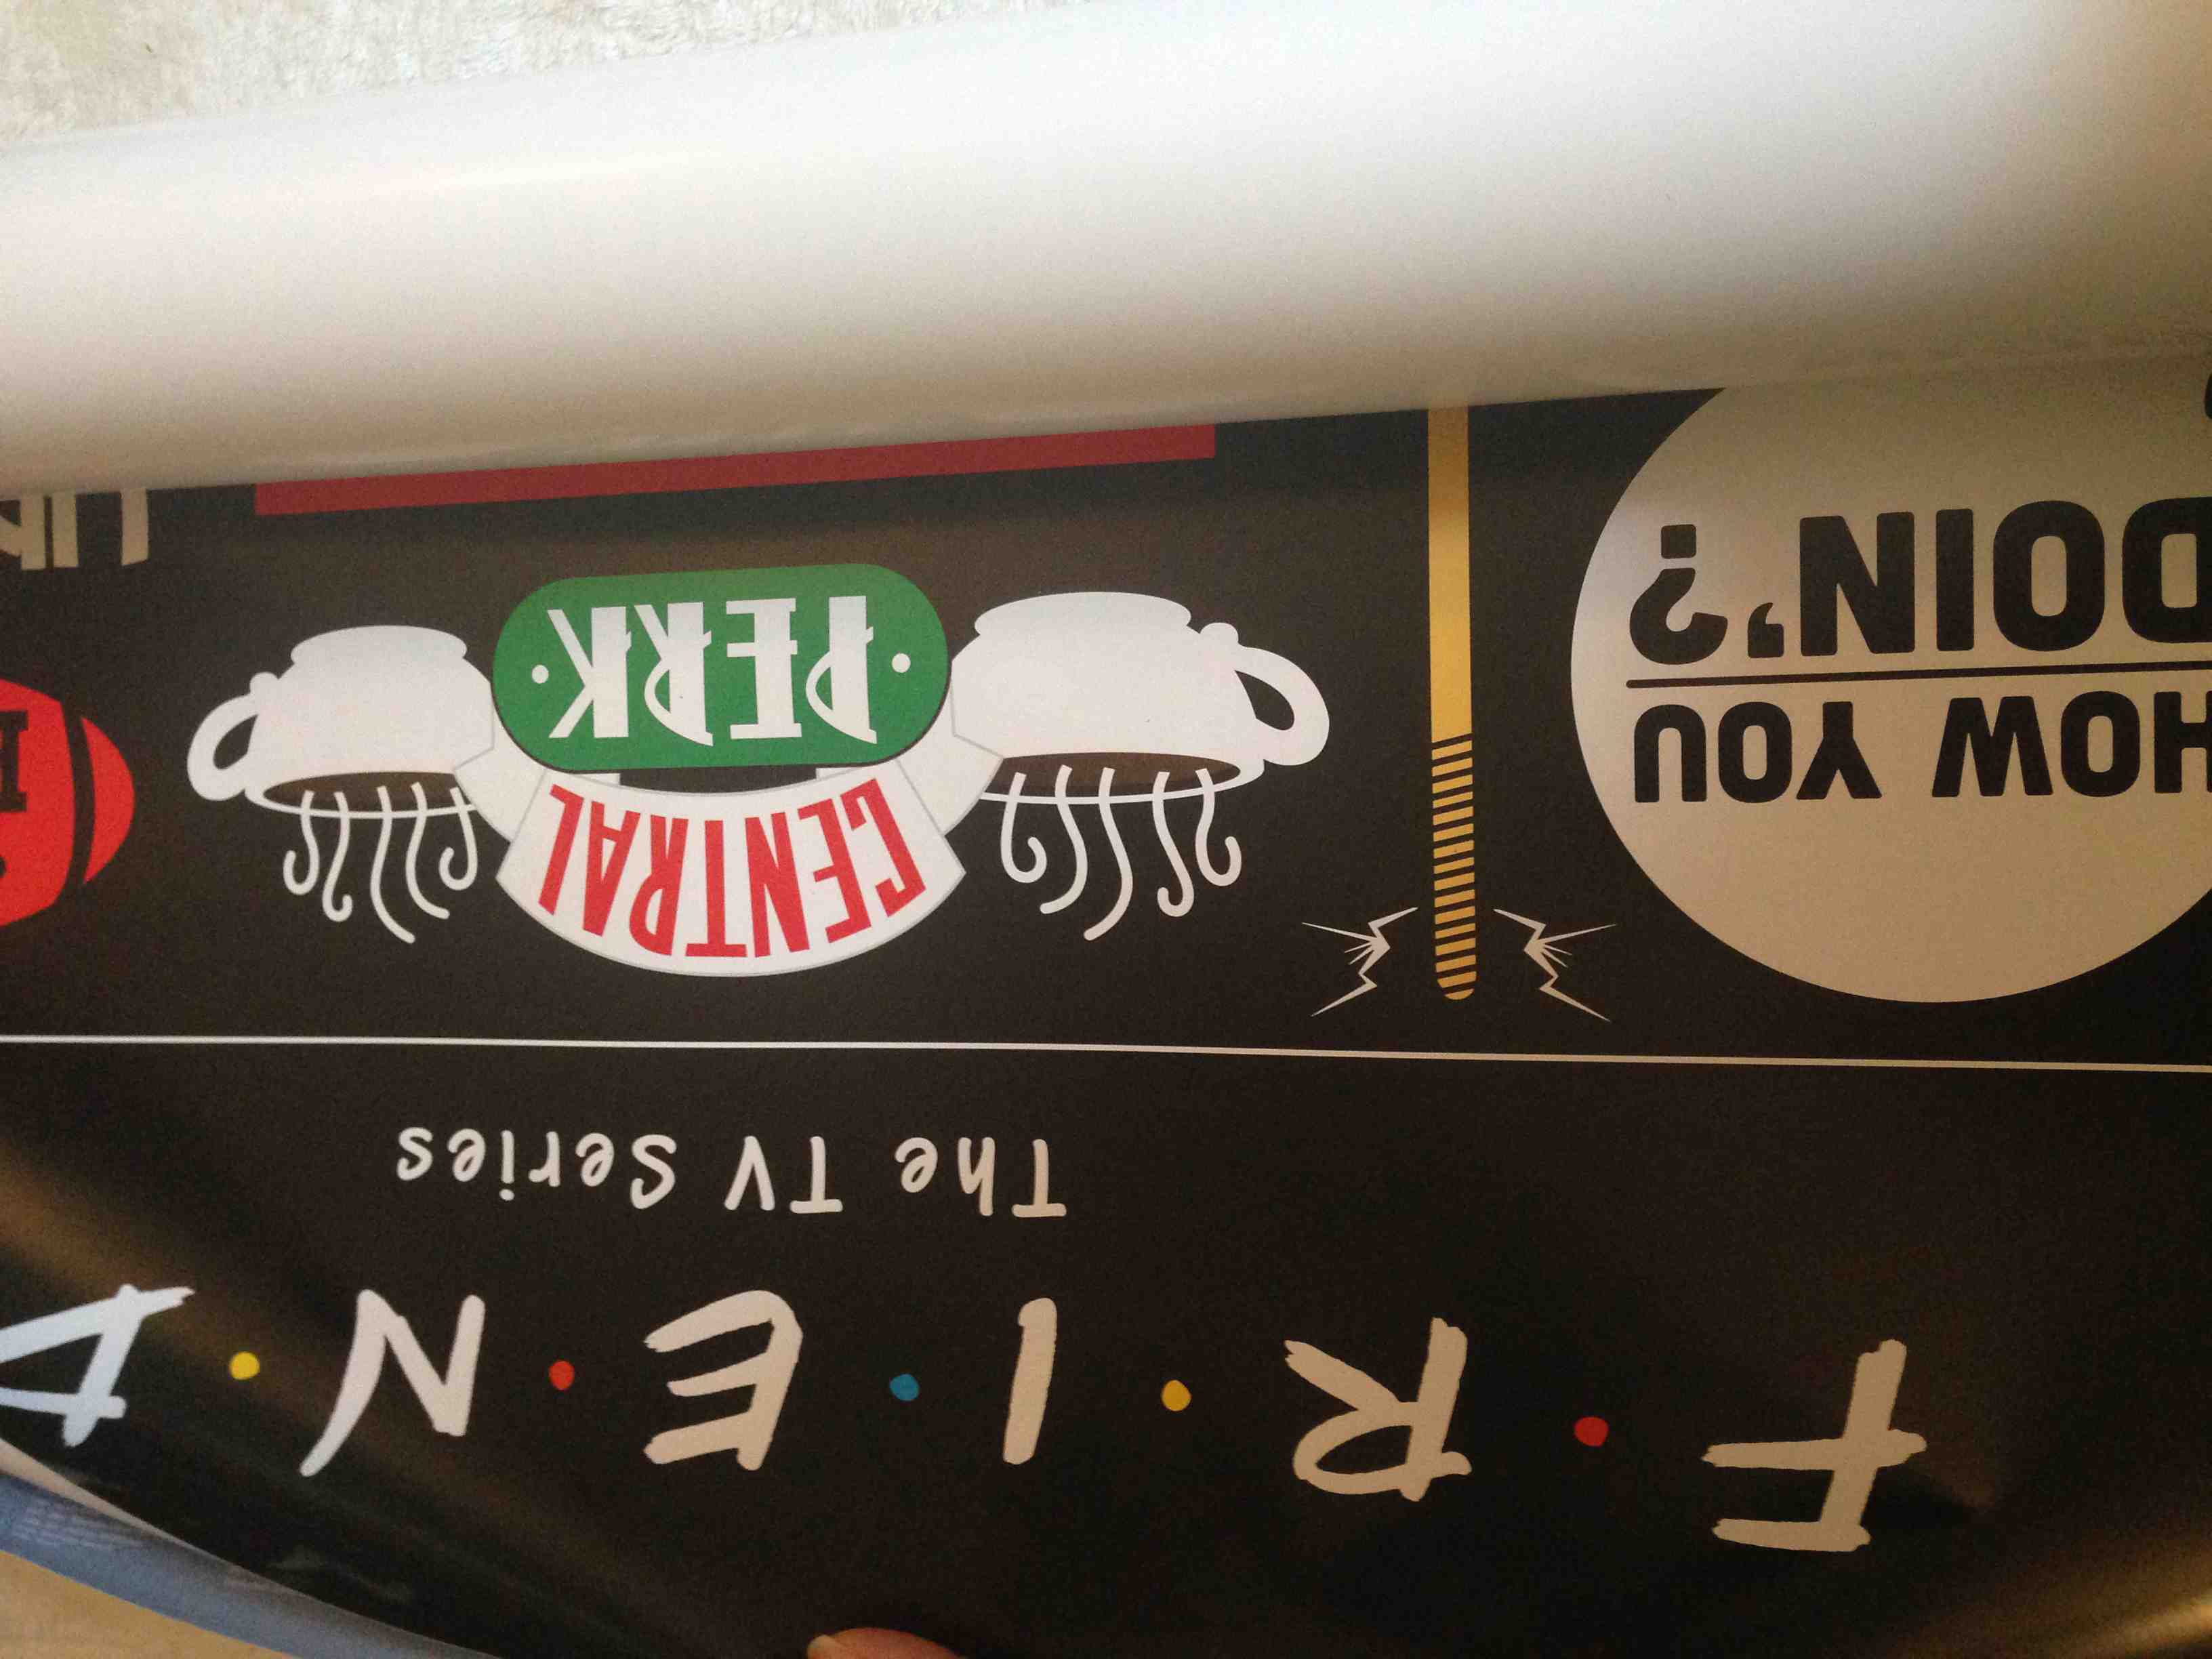 F•R•I•E•N•D
The TV Series
HOW YOU
DOIN'?
CENTRAL
•PERK•